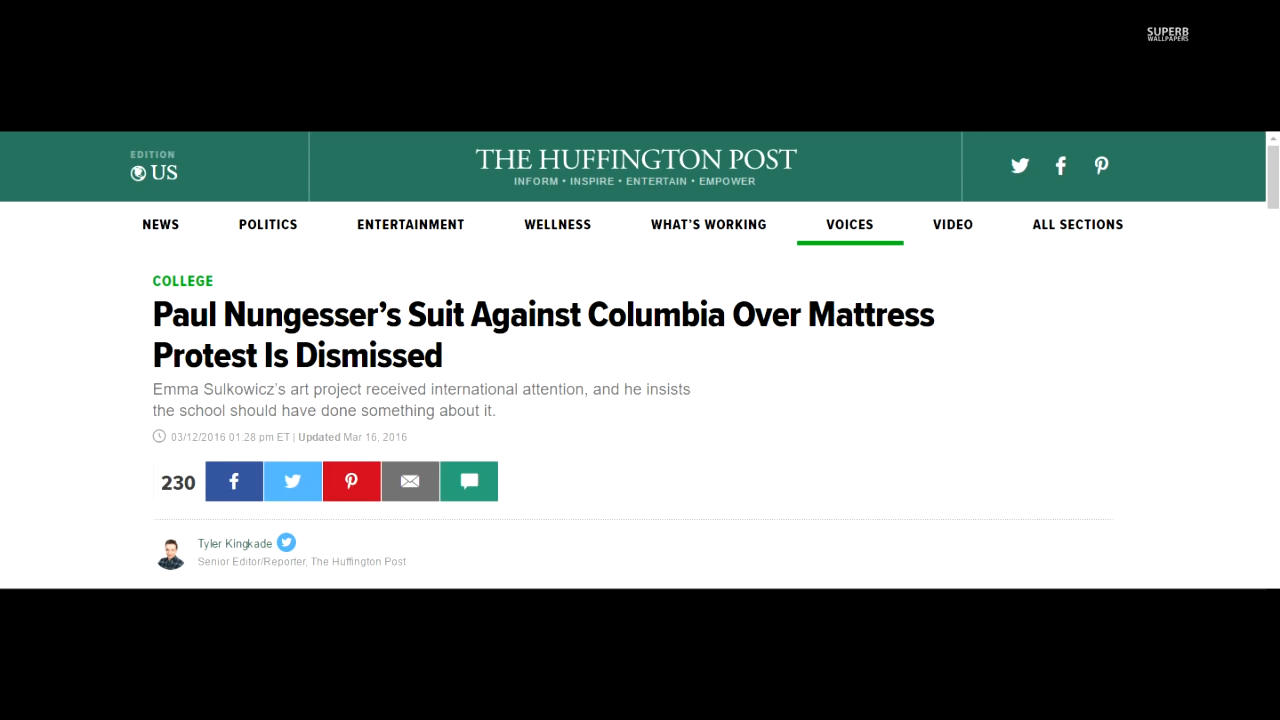 SUPERB
WALLPAPERS
EDITION
US
THE HUFFINGTON POST
INFORM • INSPIRE • ENTERTAIN • EMPOWER
NEWS POLITICS ENTERTAINMENT WELLNESS WHAT'S WORKING VOICES VIDEO ALL SECTIONS
COLLEGE
Paul Nungesser's Suit Against Columbia Over Mattress
Protest Is Dismissed
Emma Sulkowicz's art project received international attention, and he insists
the school should have done something about it.
03/12/2016 01:28 pm ET | Updated Mar 16, 2016
230
Tyler Kingkade
Senior Editor/Reporter, The Huffington Post